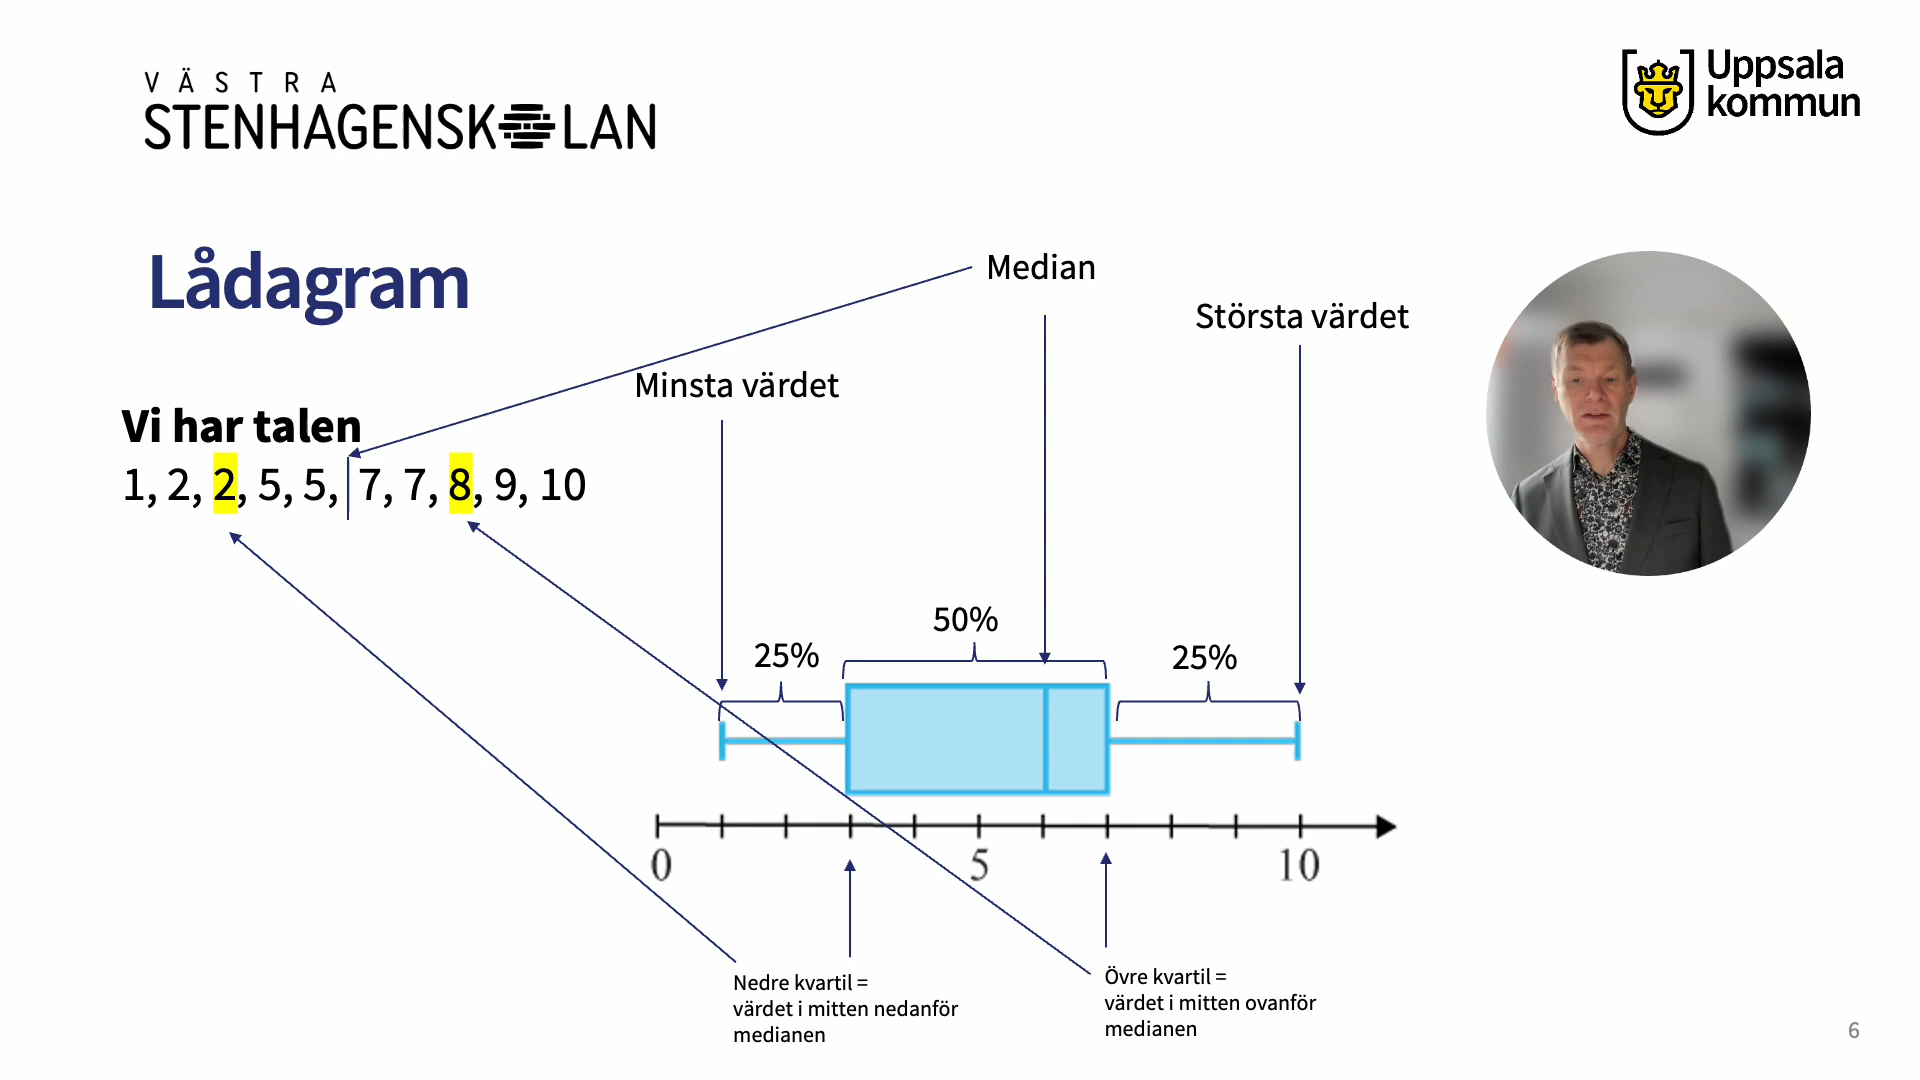 VÄSTRA
STENHAGENSKOLAN
Uppsala
kommun
Lådagram
Median
Största värdet
Minsta värdet
Vi har talen
1, 2, 2, 5, 5, 7, 7, 8, 9, 10
50%
25%
25%
0
5
10
Nedre kvartil =
värdet i mitten nedanför
medianen
Övre kvartil =
värdet i mitten ovanför
medianen
6